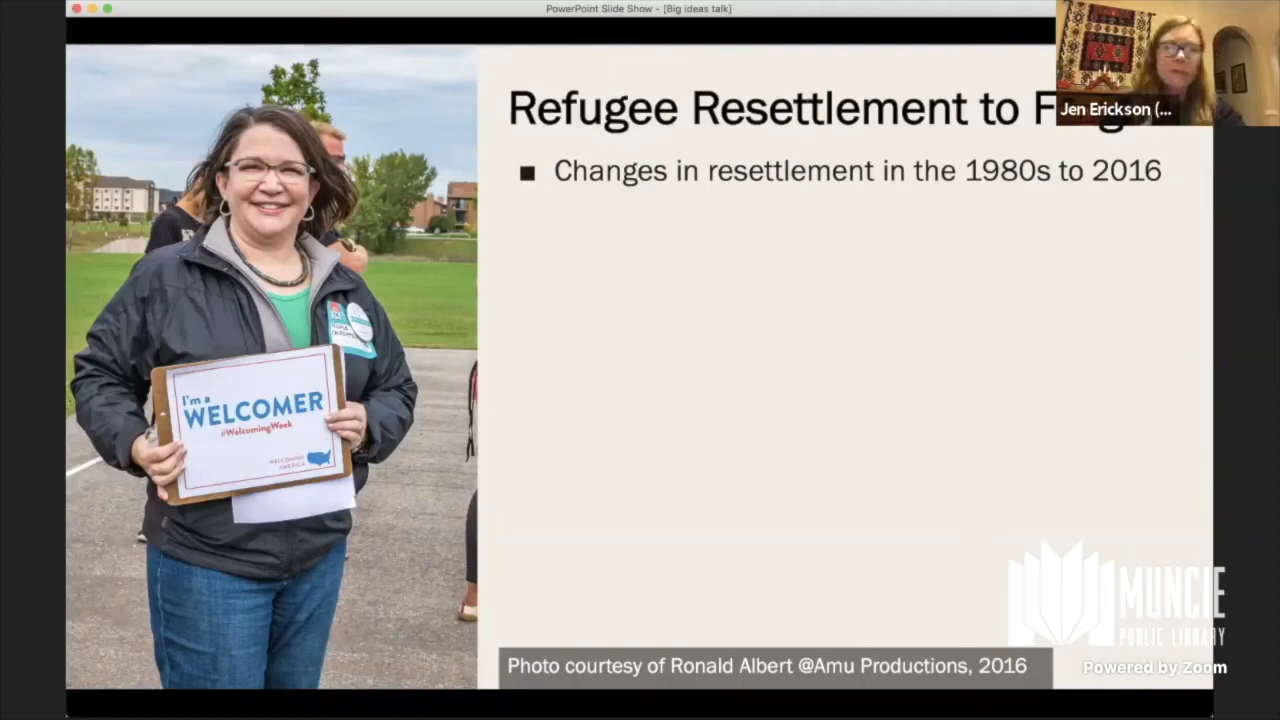 PowerPoint Slide Show - [Big ideas talk]
Jen Erickson (...
Refugee Resettlement to F
■ Changes in resettlement in the 1980s to 2016
I'm a
WELCOMER
#WelcomingWeek
WELCOMING
AMERICA
MUNCIE
PUBLIC LIBRARY
Photo courtesy of Ronald Albert @Amu Productions, 2016
Powered by Zoom